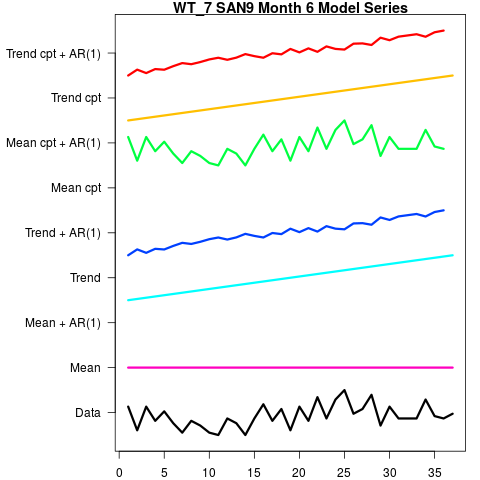 WT_7 SAN9 Month 6 Model Series
Trend cpt + AR(1)
Trend cpt
Mean cpt + AR(1)
Mean cpt
Trend + AR(1)
Trend
Mean + AR(1)
Mean
Data
0 5 10 15 20 25 30 35